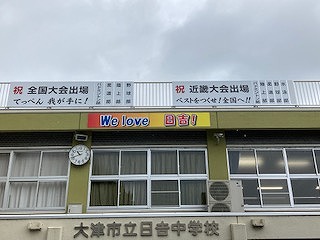 祝 全国大会出場
てっぺん 我が手に!
祝 近畿大会出場
ベストをつくせ!全国へ!!
We love 日吉!
大津市立日吉中学校